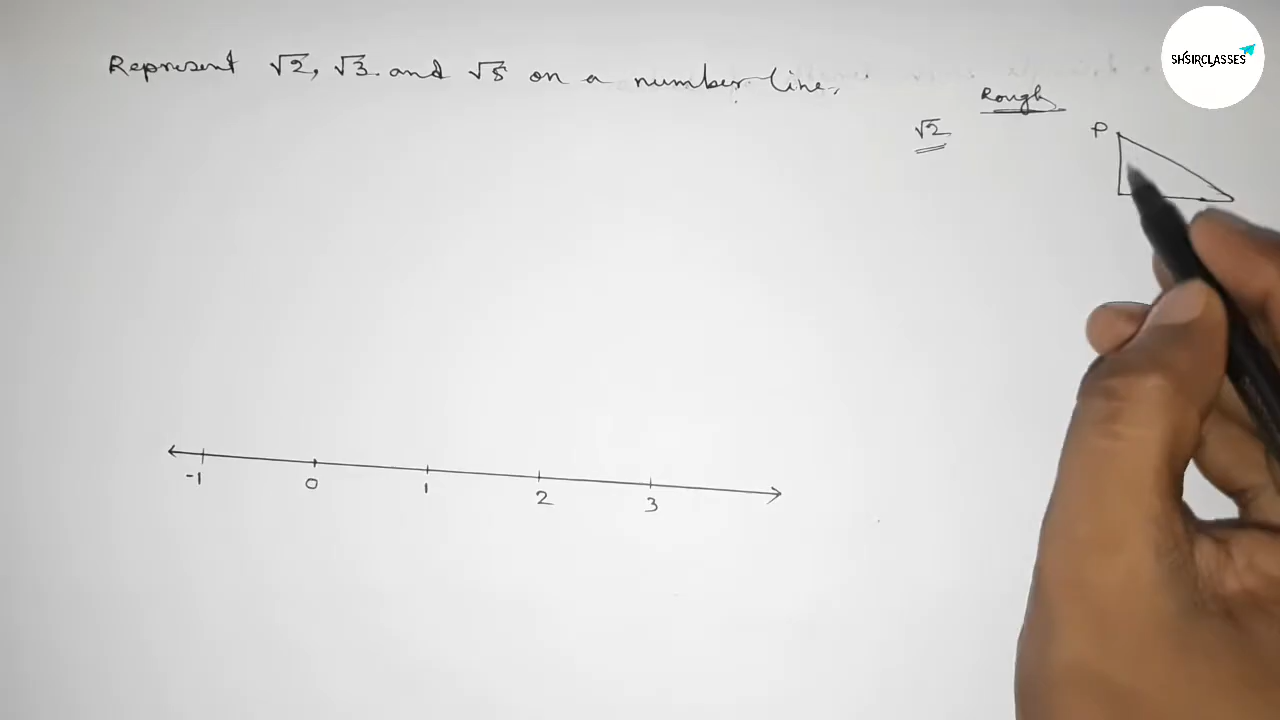 Represent √2, √3. and √5 on a number line.
SHSIRCLASSES
Rough
√2
P
-1 0 1 2 3